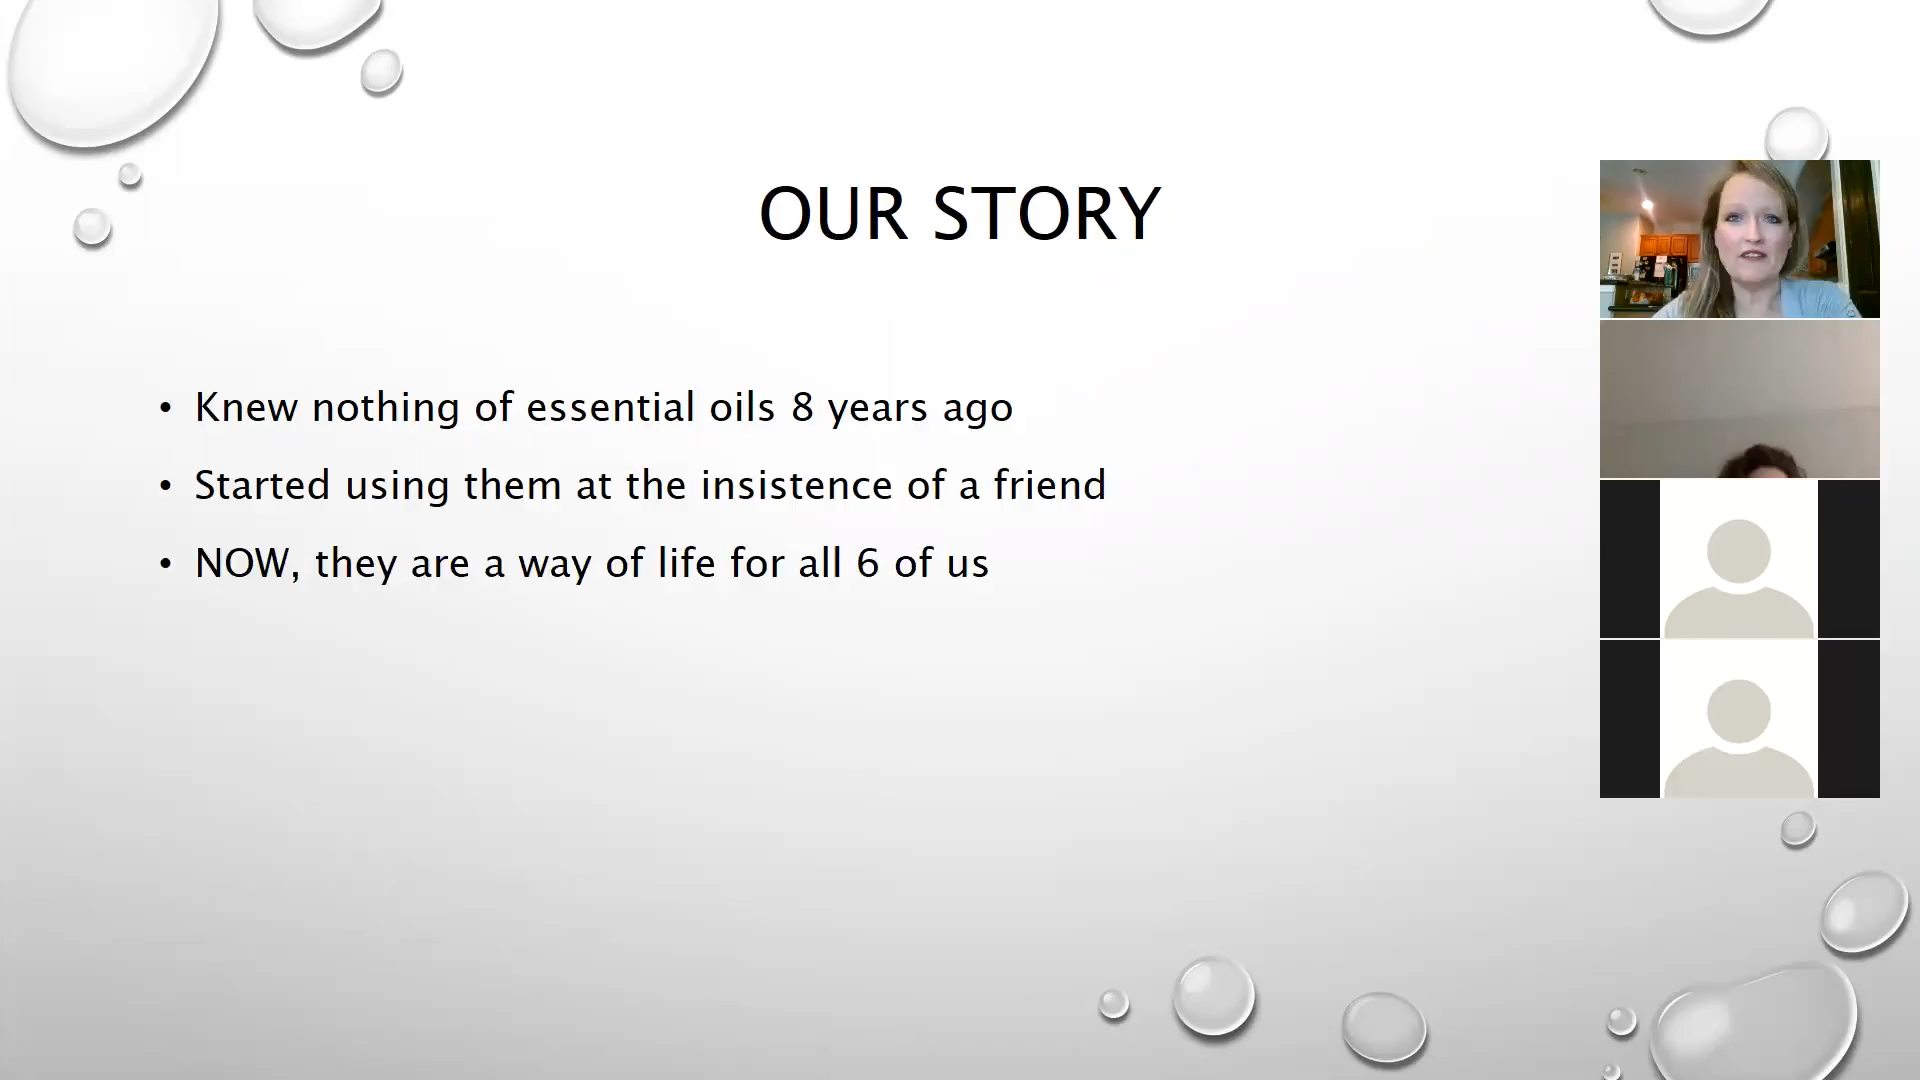 OUR STORY
• Knew nothing of essential oils 8 years ago
• Started using them at the insistence of a friend
• NOW, they are a way of life for all 6 of us